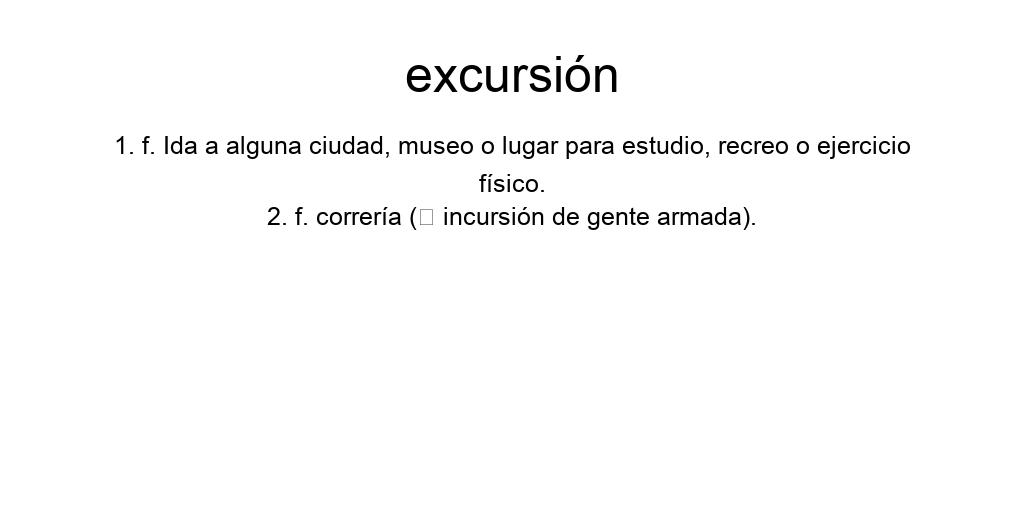 excursión
1. f. Ida a alguna ciudad, museo o lugar para estudio, recreo o ejercicio
físico.
2. f. correría (□ incursión de gente armada).